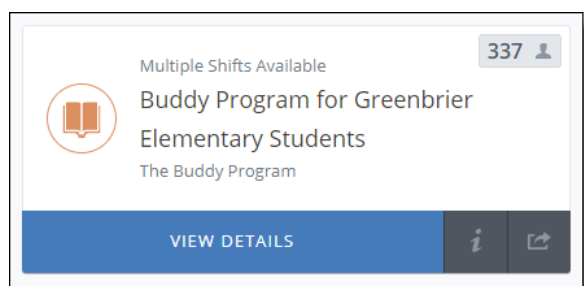 337
Multiple Shifts Available
Buddy Program for Greenbrier
Elementary Students
The Buddy Program
VIEW DETAILS
i